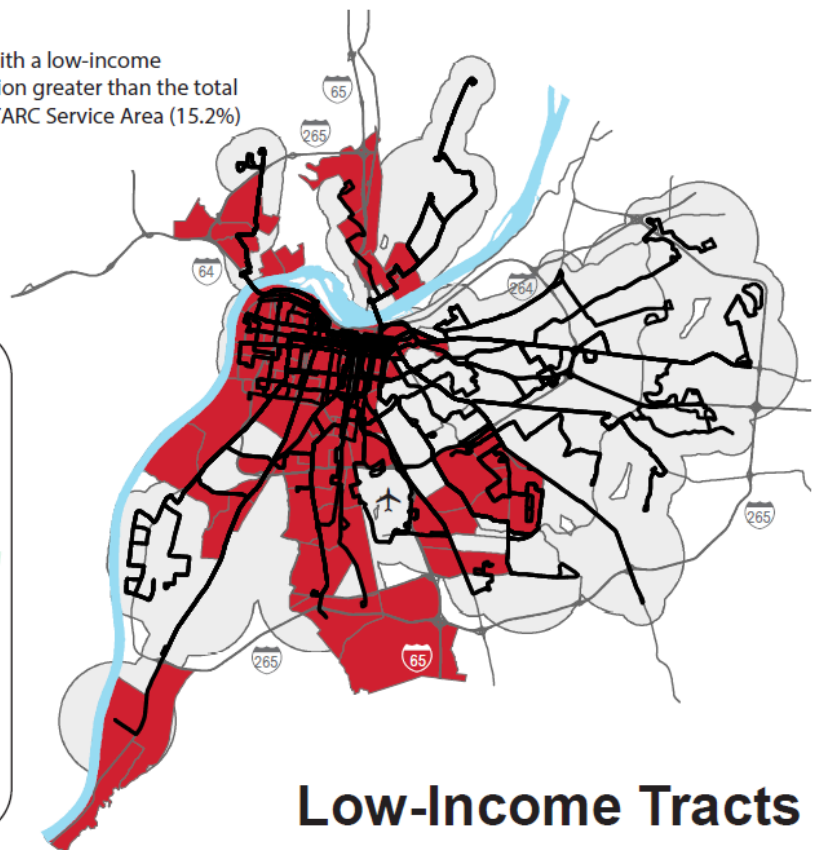 ith a low-income
ion greater than the total
ARC Service Area (15.2%)
65
265
64
264
265
265
65
Low-Income Tracts